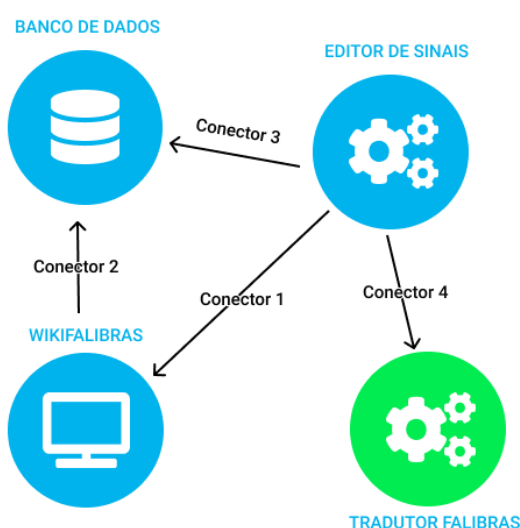 BANCO DE DADOS
EDITOR DE SINAIS
Conector 3
Conector 2
Conector 1
Conector 4
WIKIFALIBRAS
TRADUTOR FALIBRAS